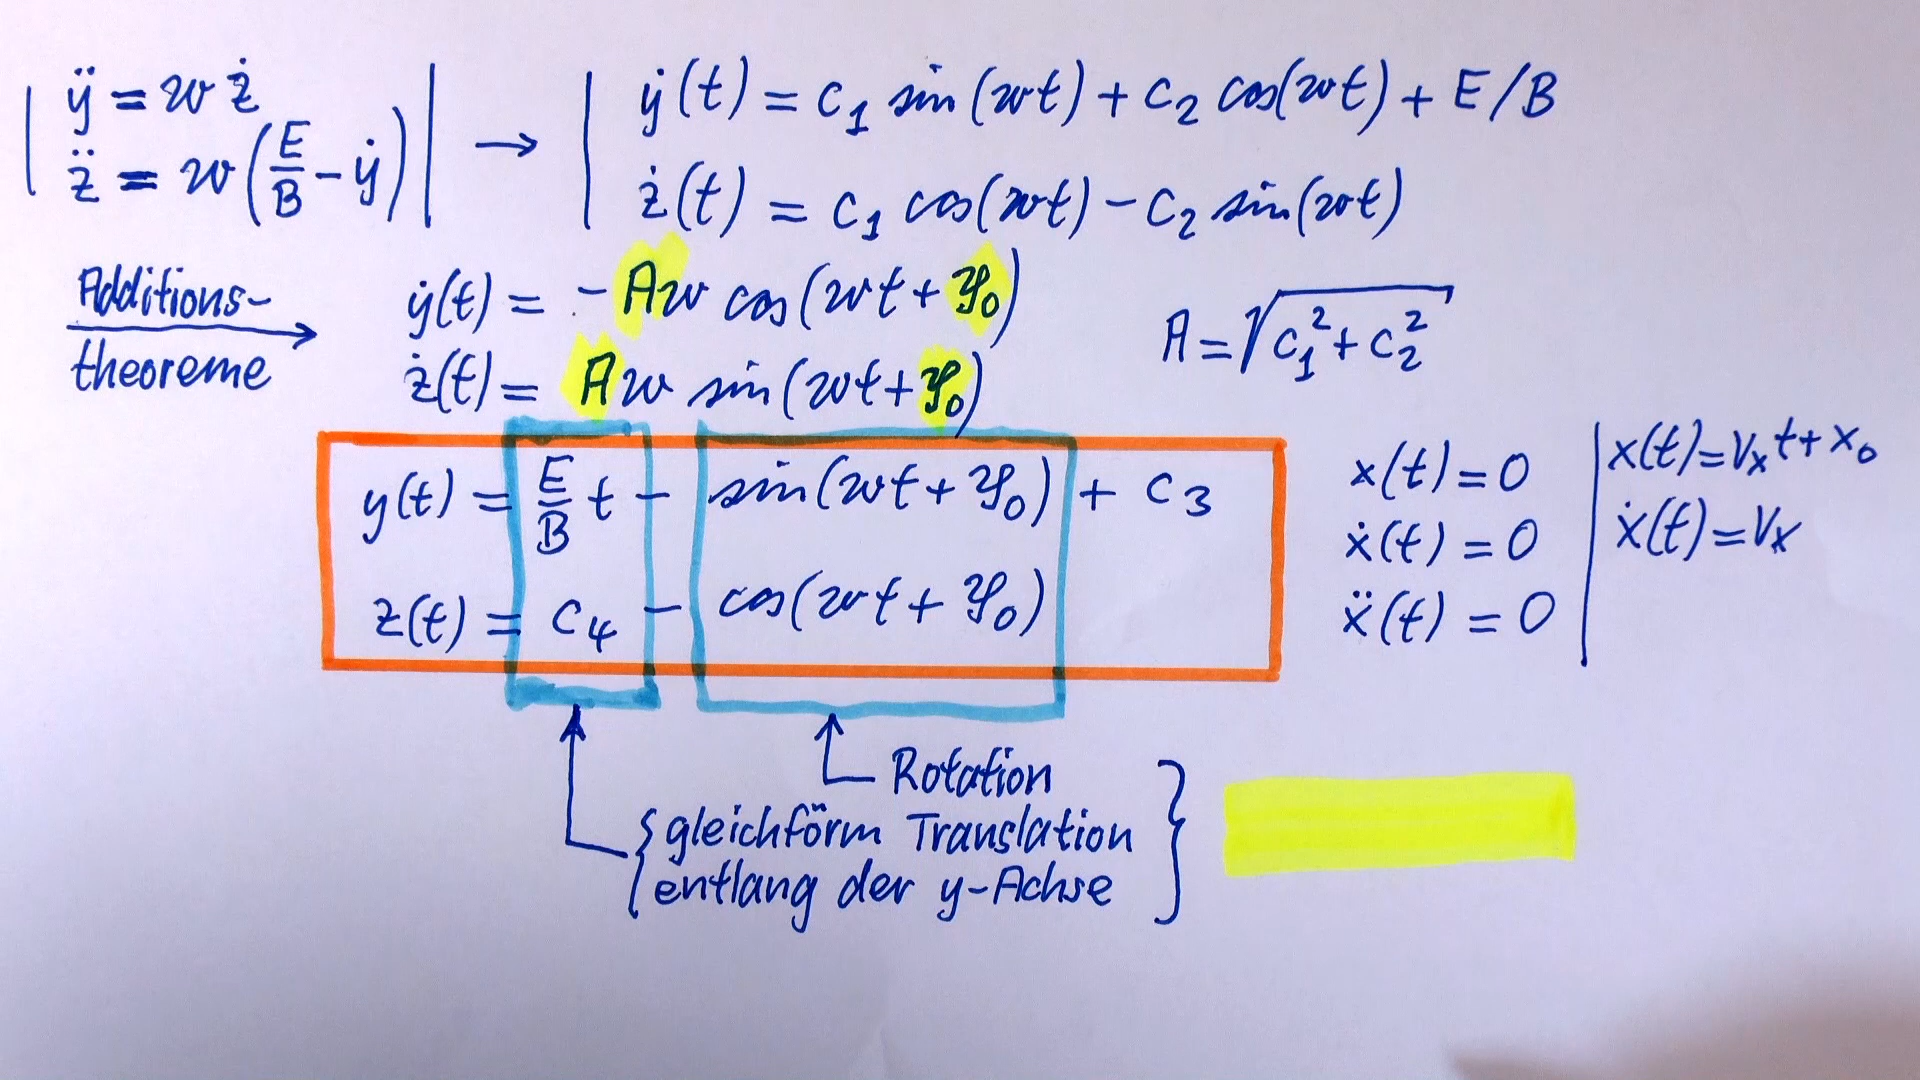 | ÿ = w ż | → | ẏ(t) = c₁ sin(wt) + c₂ cos(wt) + E/B
| z̈ = w(E/B - ẏ) | ż(t) = c₁ cos(wt) - c₂ sin(wt)
Additions-
theoreme
ẏ(t) = - Aw cos(wt + φ₀)
ż(t) = Aw sin(wt + φ₀)
A = √(c₁² + c₂²)
y(t) = E/B t - sin(wt + φ₀) + c₃
z(t) = c₄ - cos(wt + φ₀)
x(t) = 0 | x(t) = vₓt + x₀
ẋ(t) = 0 | ẋ(t) = vₓ
ẍ(t) = 0
Rotation
gleichförm Translation
entlang der y-Achse